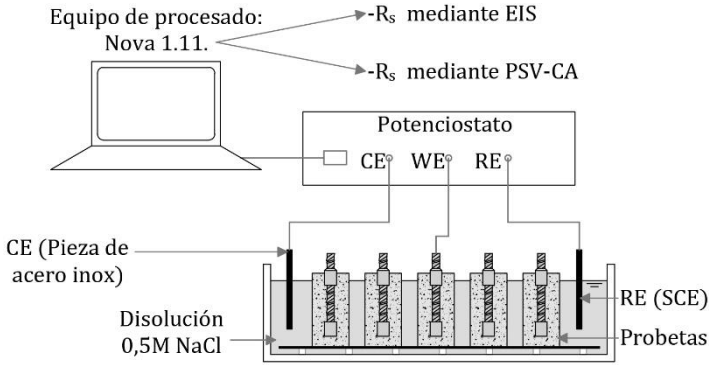 Equipo de procesado:
Nova 1.11.
-Rₛ mediante EIS
-Rₛ mediante PSV-CA
Potenciostato
CE WE RE
CE (Pieza de
acero inox)
Disolución
0,5M NaCl
RE (SCE)
Probetas